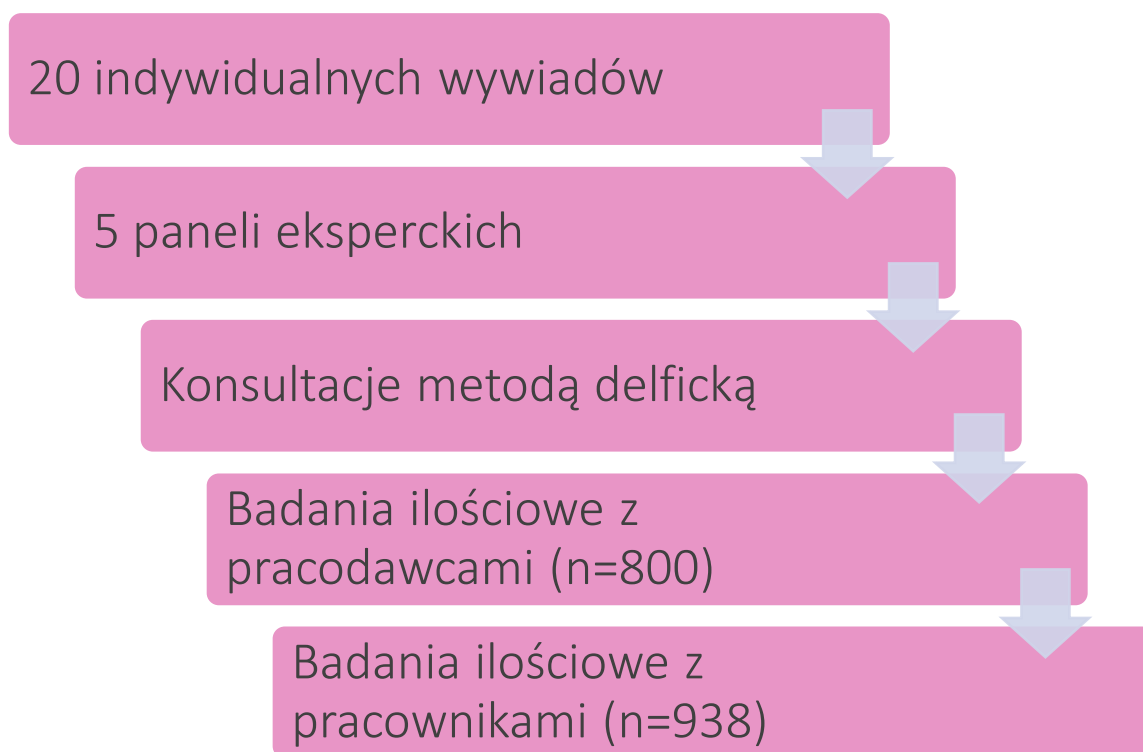 20 indywidualnych wywiadów
5 paneli eksperckich
Konsultacje metodą delficką
Badania ilościowe z
pracodawcami (n=800)
Badania ilościowe z
pracownikami (n=938)